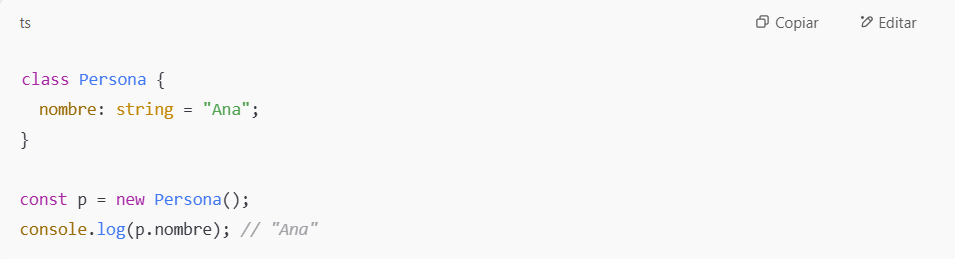 ts Copiar Editar
class Persona {
  nombre: string = "Ana";
}
const p = new Persona();
console.log(p.nombre); // "Ana"